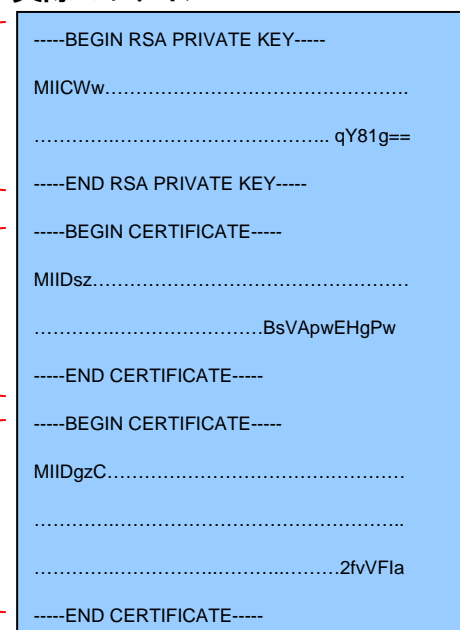 -----BEGIN RSA PRIVATE KEY-----
MIICWw……………………………………….
………….………………………….. qY81g==
-----END RSA PRIVATE KEY-----
-----BEGIN CERTIFICATE-----
MIIDsz…………………………………………
…………………………….BsVApwEHgPw
-----END CERTIFICATE-----
-----BEGIN CERTIFICATE-----
MIIDgzC………………………………………
………………………………………………..
………….…………..………..………2fvVFIa
-----END CERTIFICATE-----